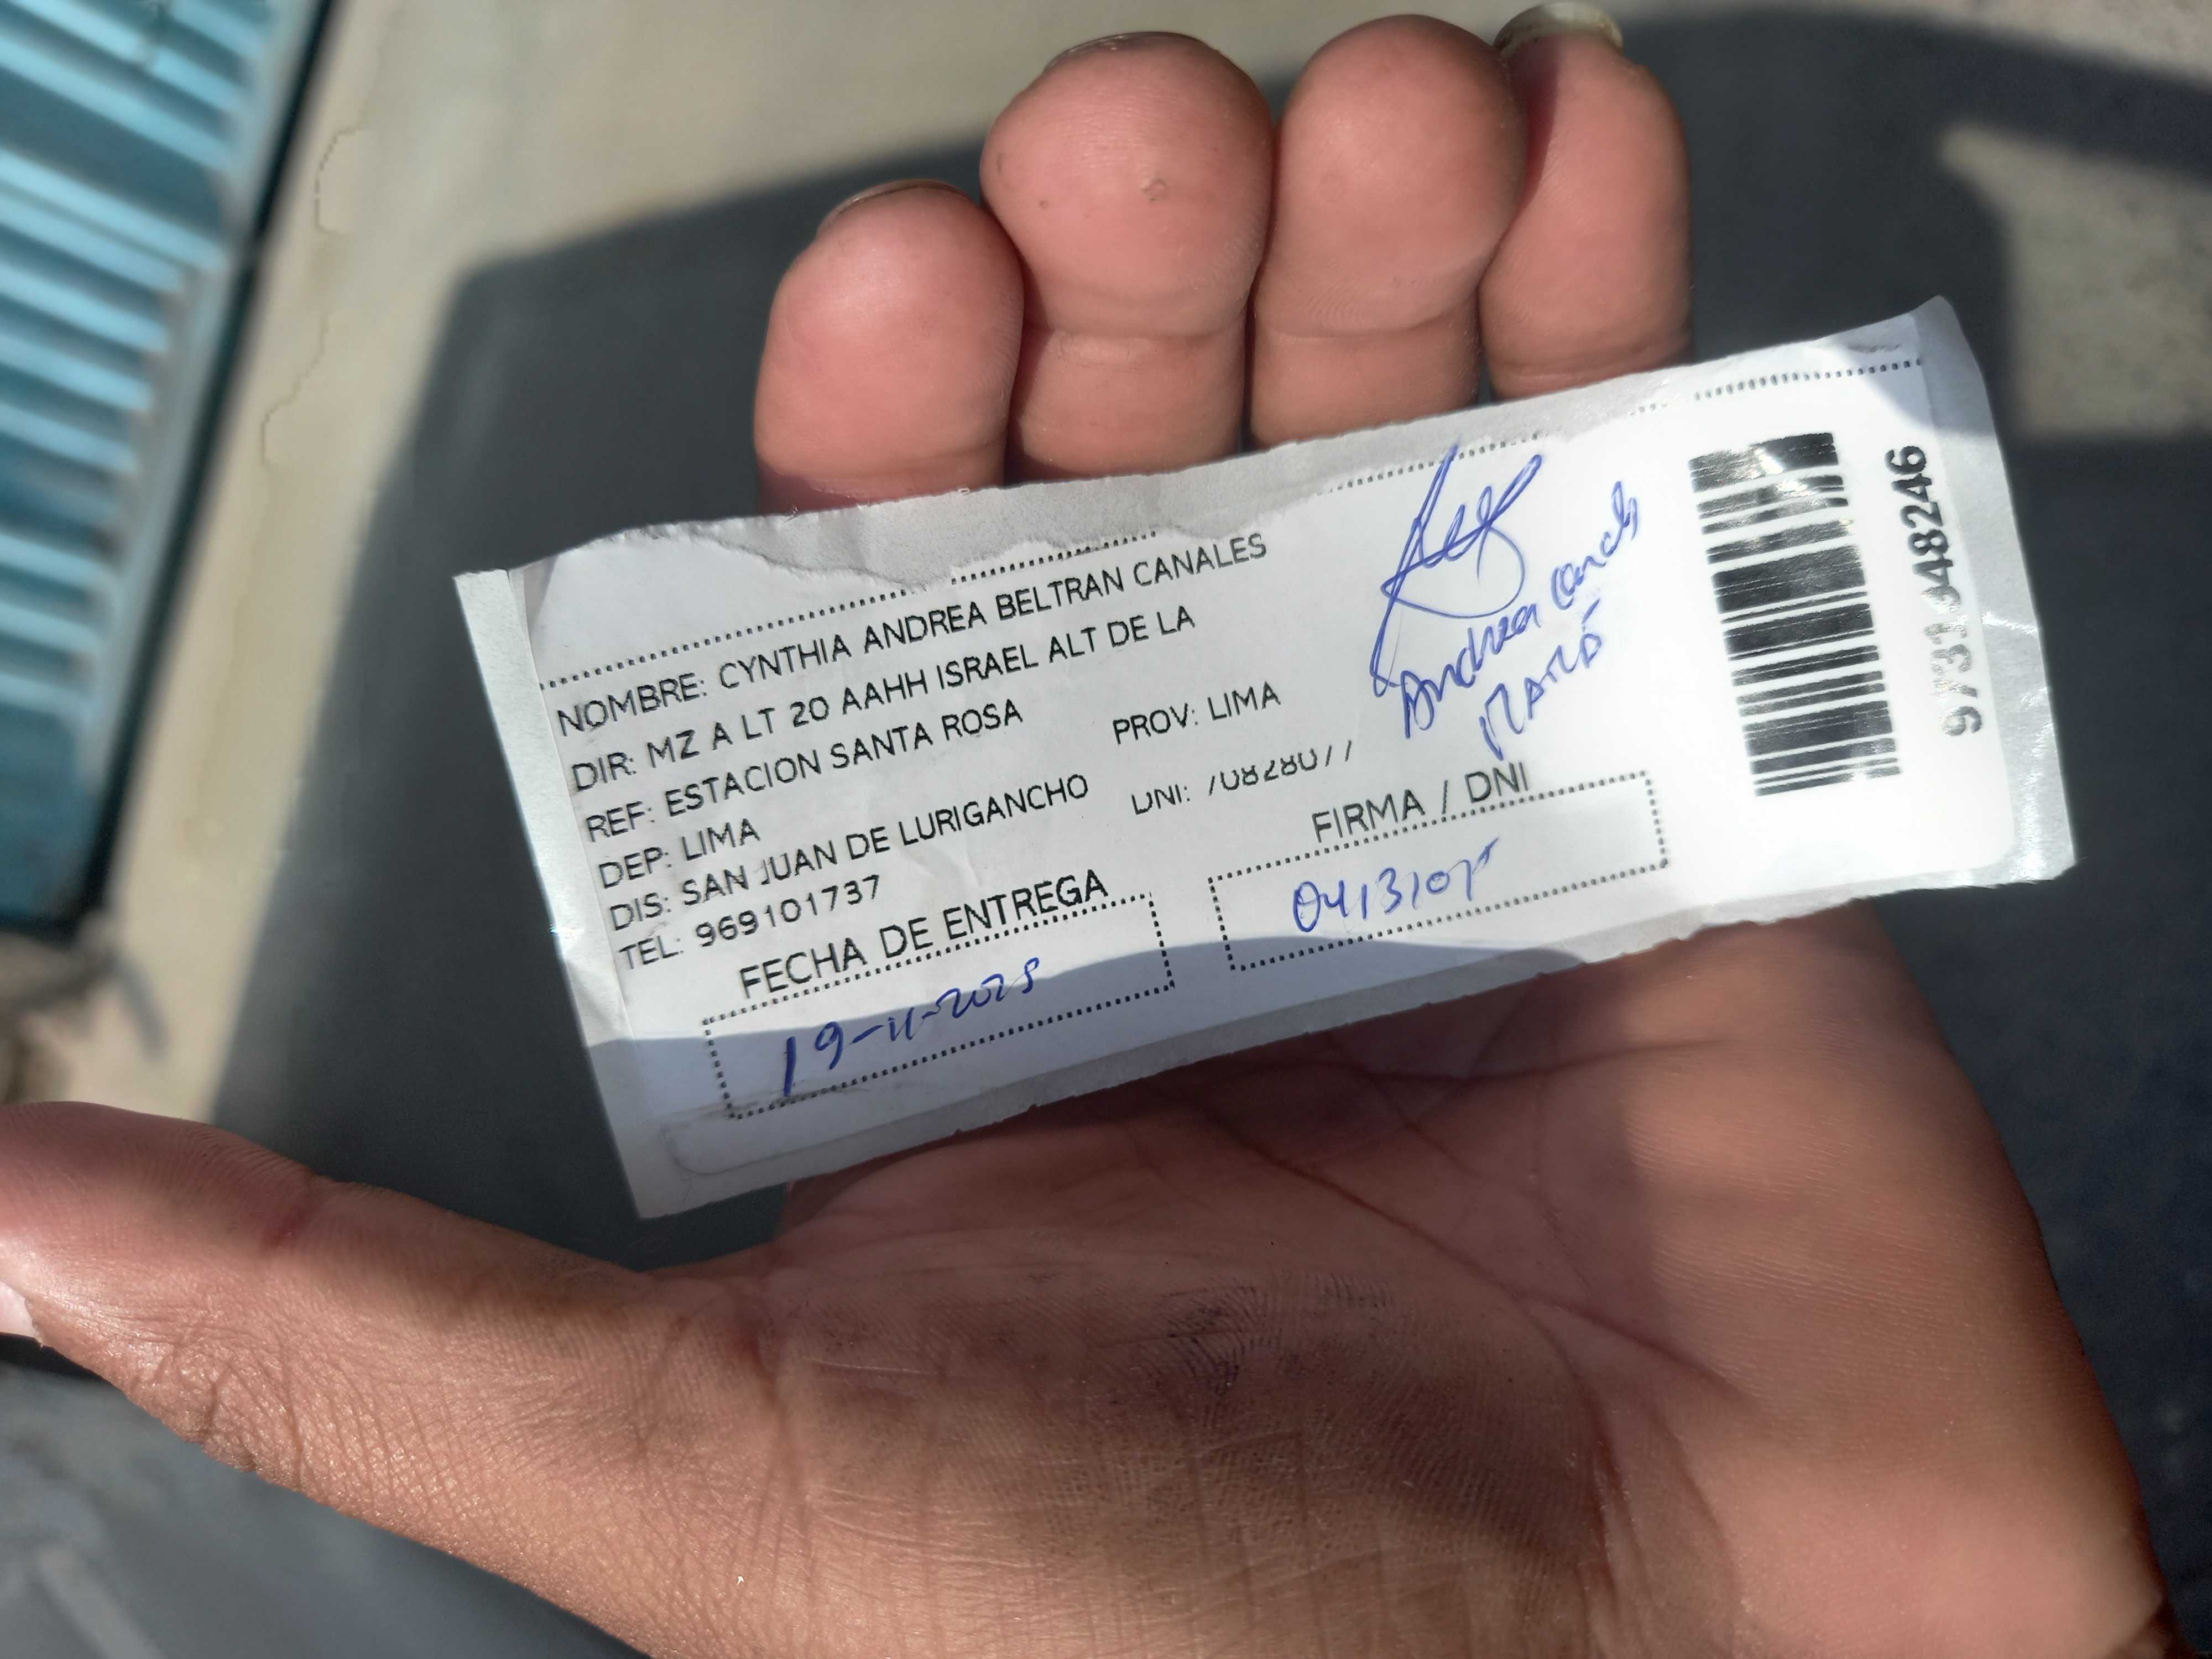 NOMBRE: CYNTHIA ANDREA BELTRAN CANALES
DIR: MZ A LT 20 AAHH ISRAEL ALT DE LA
REF: ESTACION SANTA ROSA
DEP: LIMA PROV: LIMA
DIS: SAN JUAN DE LURIGANCHO DNI:
TEL: 969101737
FECHA DE ENTREGA FIRMA / DNI
19-11-2025
Andrea
48246